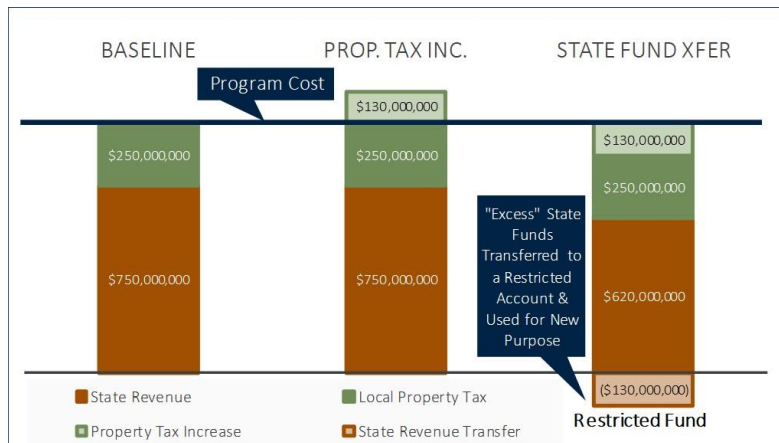 BASELINE
PROP. TAX INC.
STATE FUND XFER
Program Cost
$130,000,000
$250,000,000
$250,000,000
$130,000,000
$250,000,000
"Excess" State
Funds
Transferred to
a Restricted
Account &
Used for New
Purpose
$750,000,000
$750,000,000
$620,000,000
($130,000,000)
Restricted Fund
State Revenue
Local Property Tax
Property Tax Increase
State Revenue Transfer